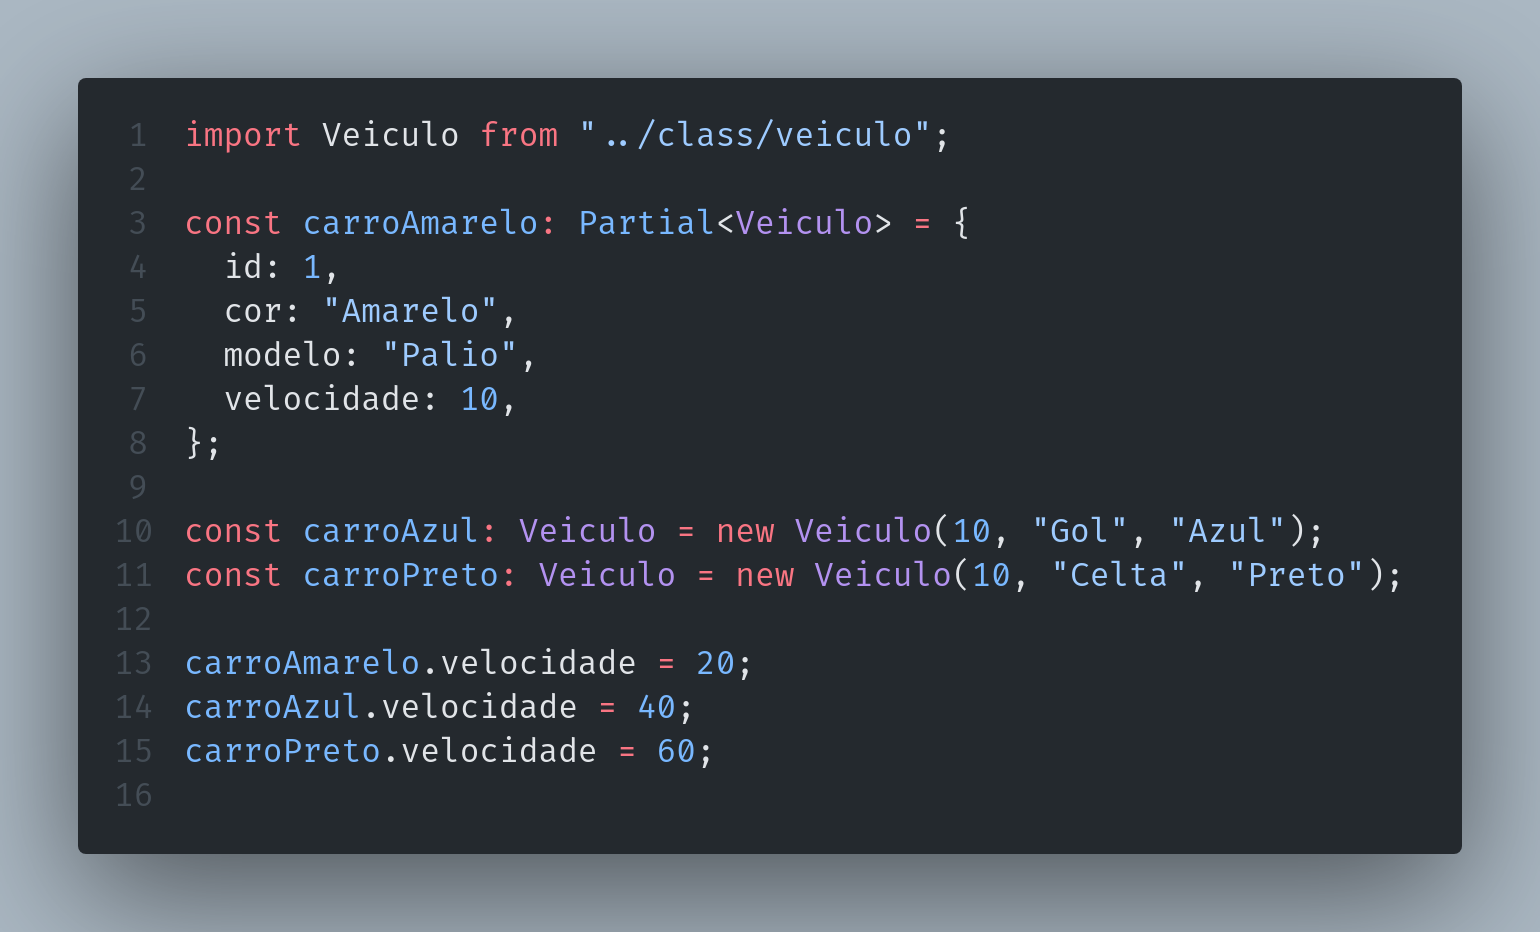 1 import Veiculo from "../class/veiculo";
2
3 const carroAmarelo: Partial<Veiculo> = {
4   id: 1,
5   cor: "Amarelo",
6   modelo: "Palio",
7   velocidade: 10,
8 };
9
10 const carroAzul: Veiculo = new Veiculo(10, "Gol", "Azul");
11 const carroPreto: Veiculo = new Veiculo(10, "Celta", "Preto");
12
13 carroAmarelo.velocidade = 20;
14 carroAzul.velocidade = 40;
15 carroPreto.velocidade = 60;
16